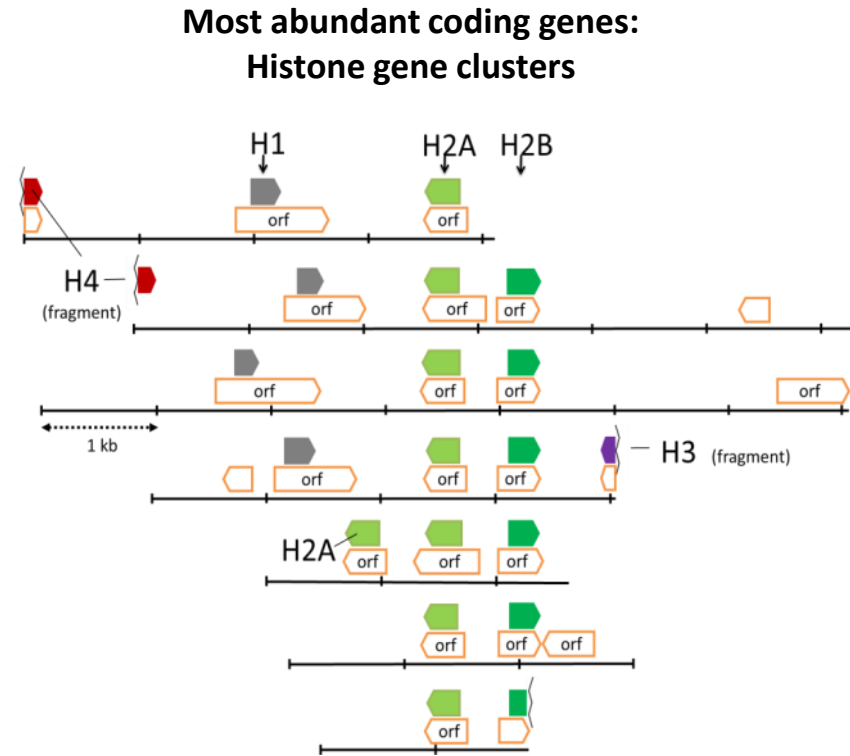 Most abundant coding genes:
Histone gene clusters
H1 H2A H2B
orf orf
H4
(fragment)
orf orf orf
orf orf orf orf
1 kb
H3 (fragment)
orf orf orf
H2A
orf orf orf
orf orf orf
orf